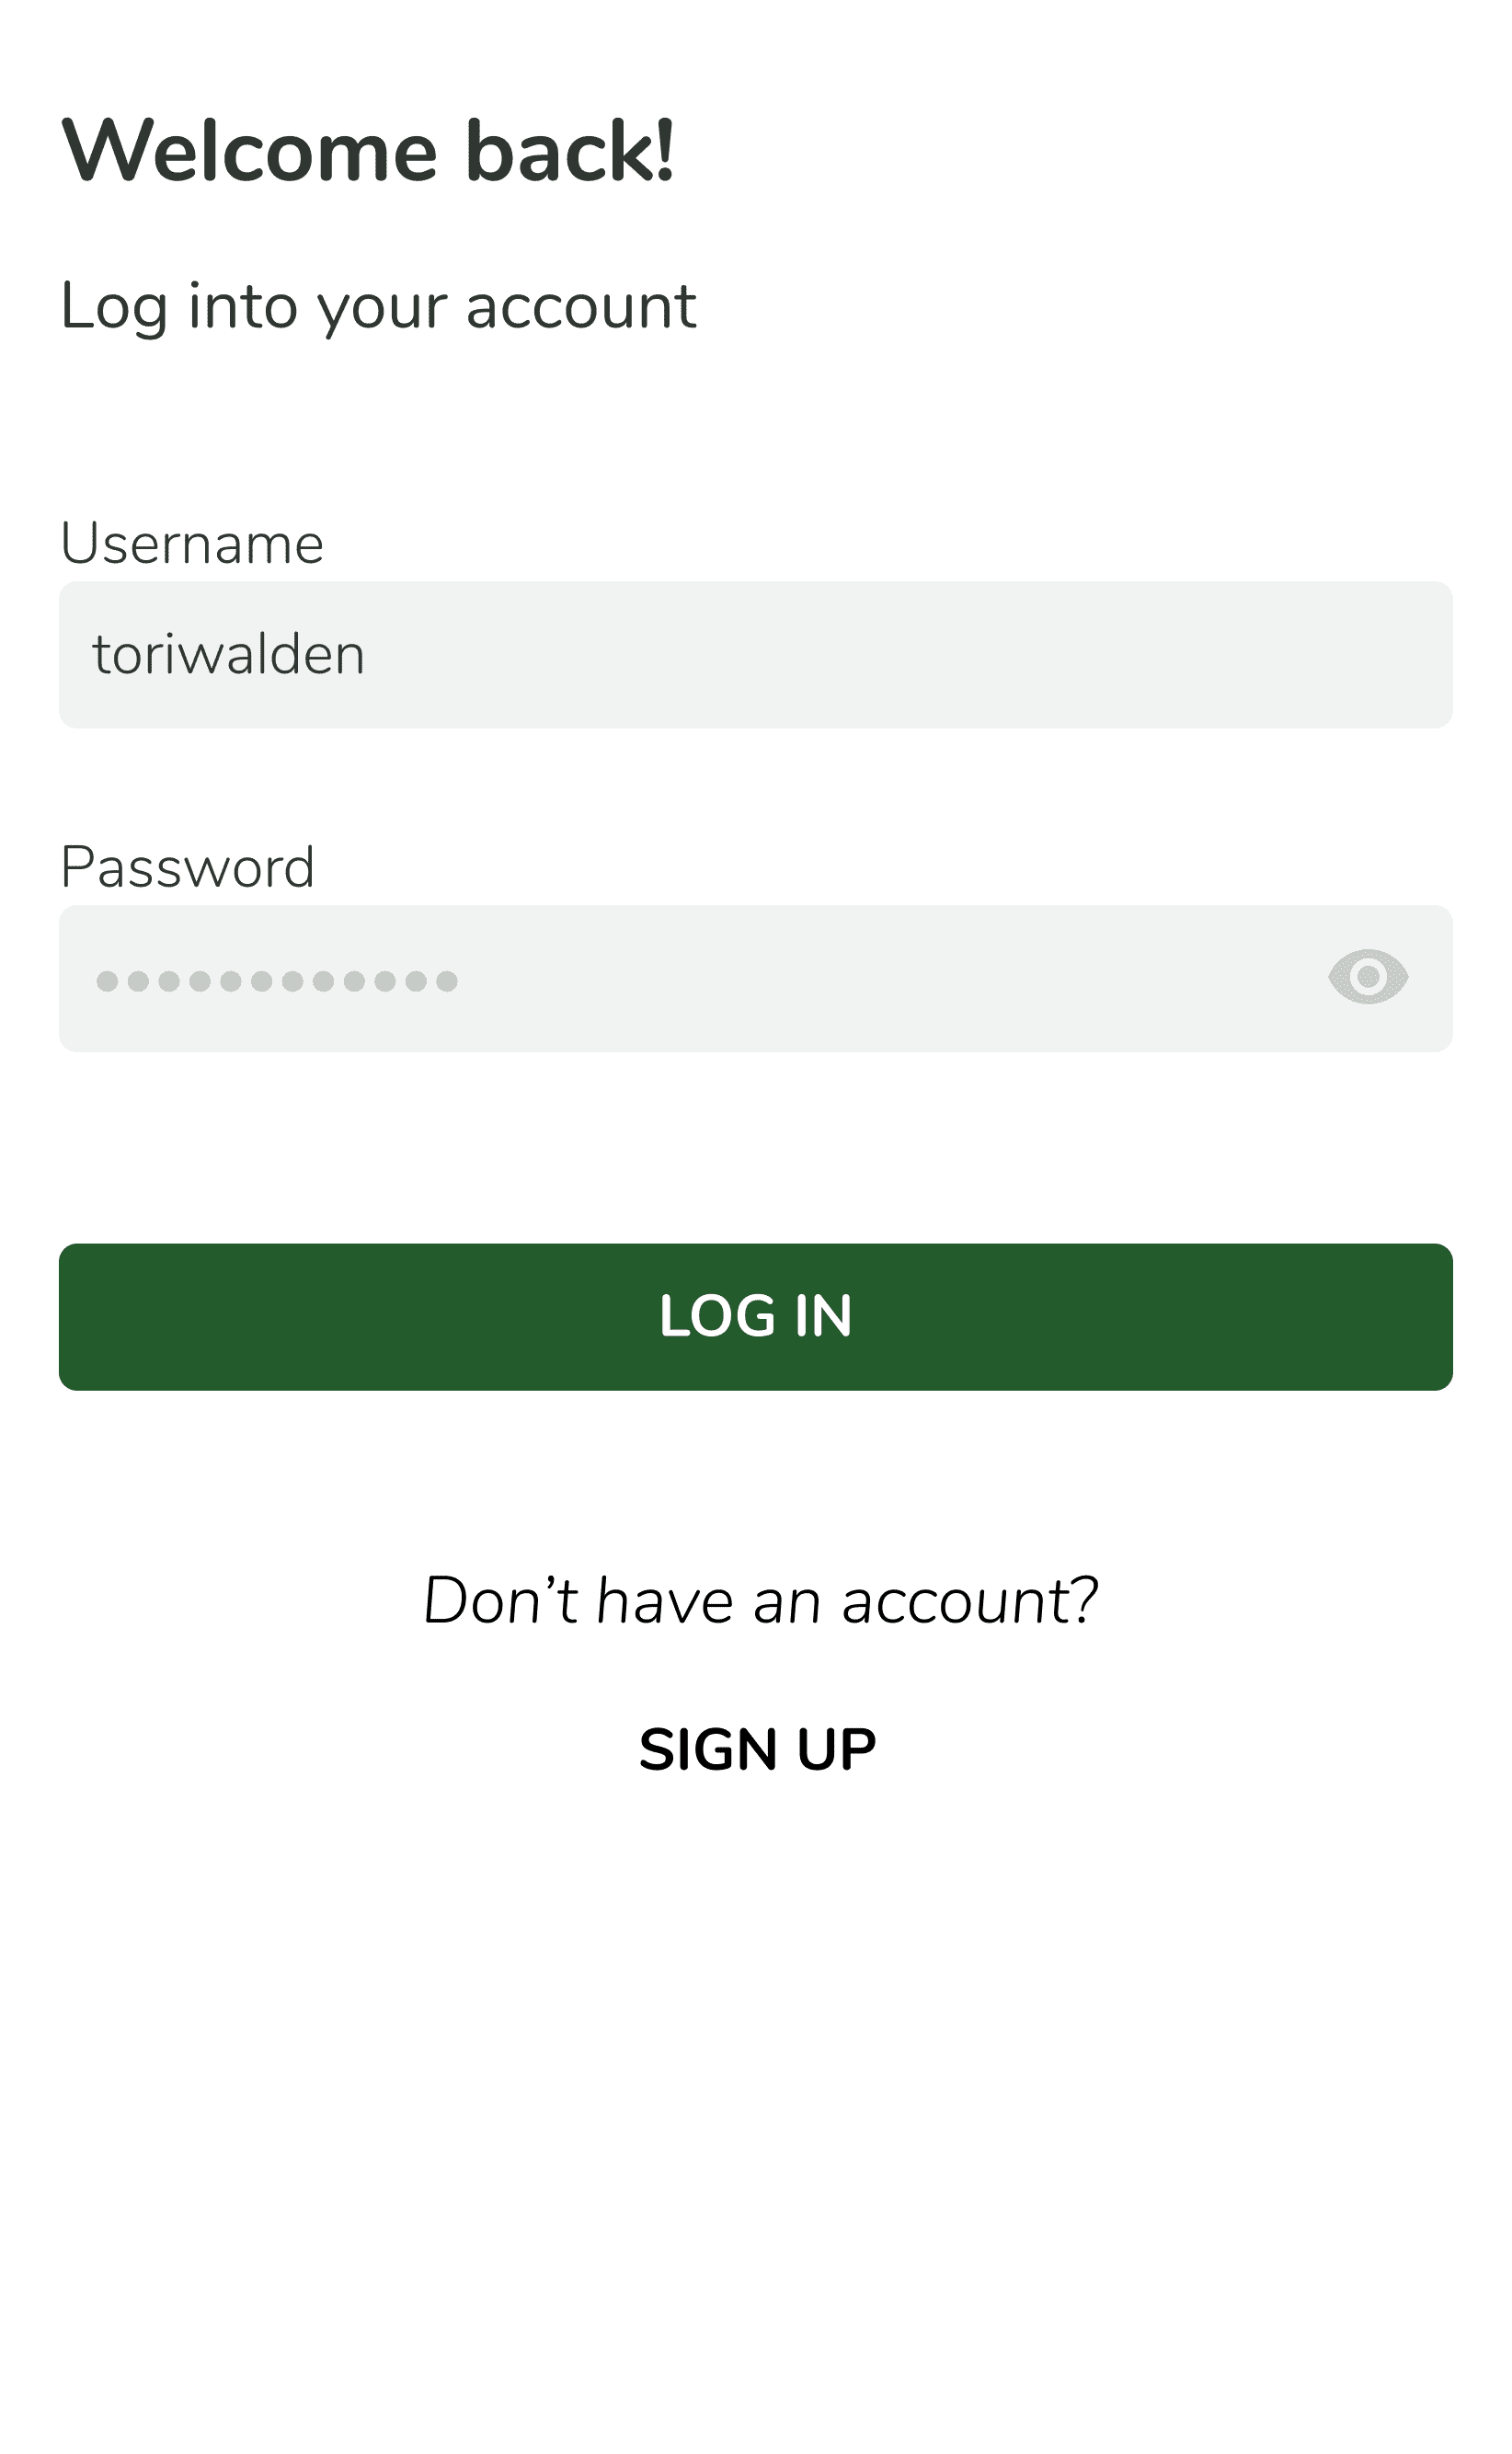 Welcome back!
Log into your account
Username
toriwalden
Password
LOG IN
Don’t have an account?
SIGN UP